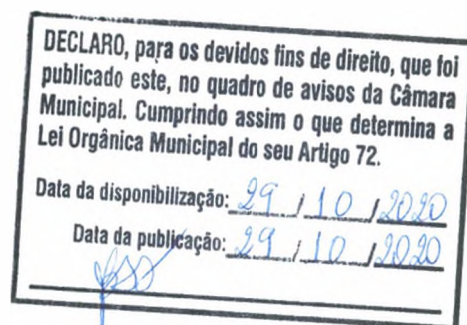 DECLARO, para os devidos fins de direito, que foi
publicado este, no quadro de avisos da Câmara
Municipal. Cumprindo assim o que determina a
Lei Orgânica Municipal do seu Artigo 72.
Data da disponibilização: 29 / 10 / 2020
Data da publicação: 29 / 10 / 2020